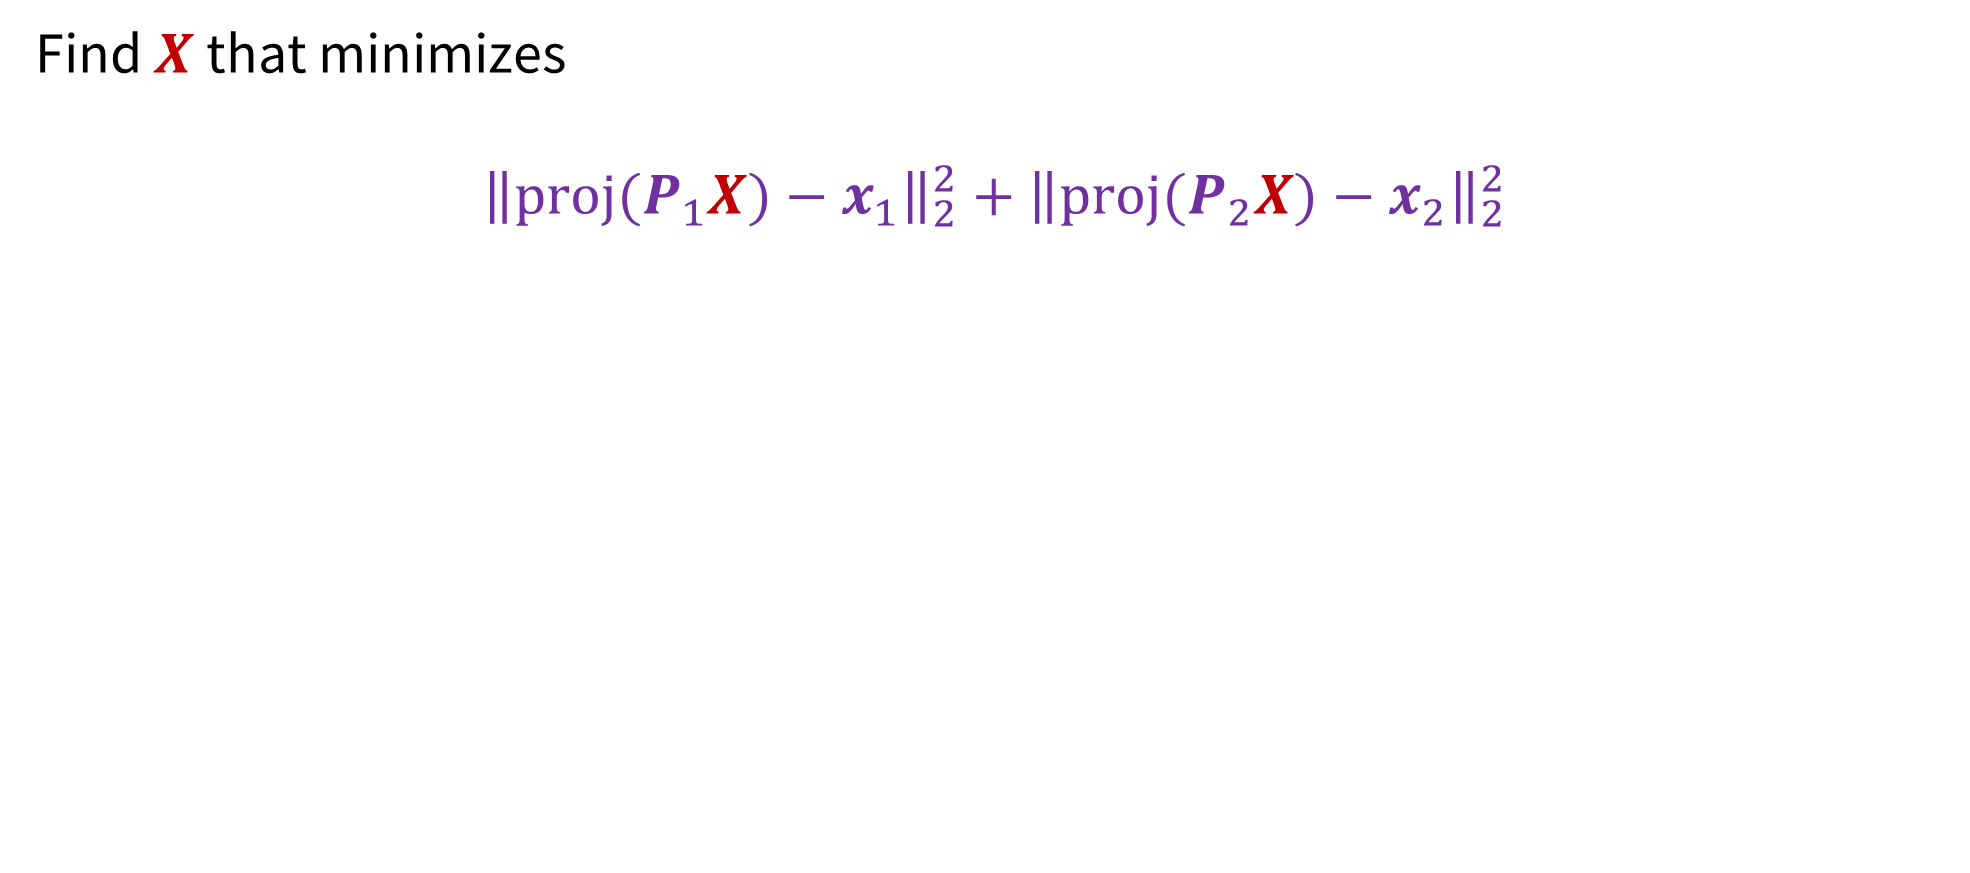 Find X that minimizes
‖proj(P₁X) − x₁‖₂² + ‖proj(P₂X) − x₂‖₂²